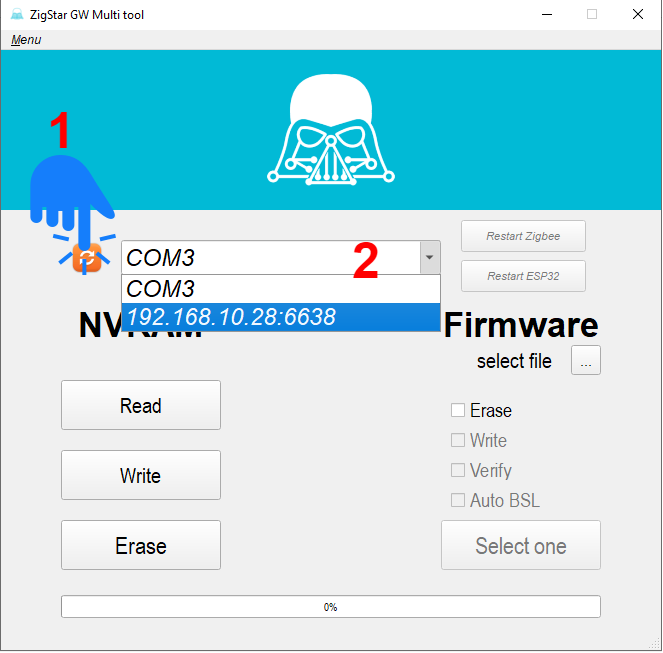 ZigStar GW Multi tool
Menu
1
COM3
2
Restart Zigbee
COM3
Restart ESP32
192.168.10.28:6638
NVRAM
Firmware
select file
...
Read
Erase
Write
Write
Verify
Auto BSL
Erase
Select one
0%